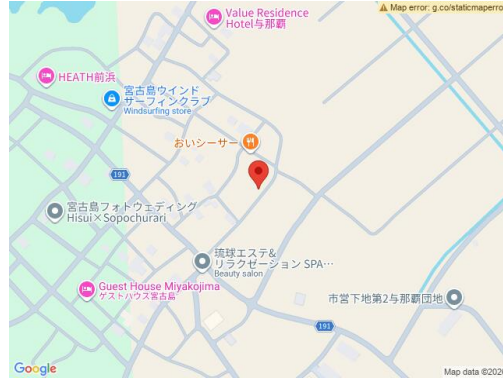 Map error: g.co/staticmaperro
Value Residence
Hotel与那覇
HEATH前浜
宮古島ウインド
サーフィンクラブ
Windsurfing store
おいシーサー
191
宮古島フォトウェディング
Hisui×Sopochurari
琉球エステ&
リラクゼーション SPA…
Beauty salon
Guest House Miyakojima
ゲストハウス宮古島
市営下地第2与那覇団地
191
Google
Map data ©202